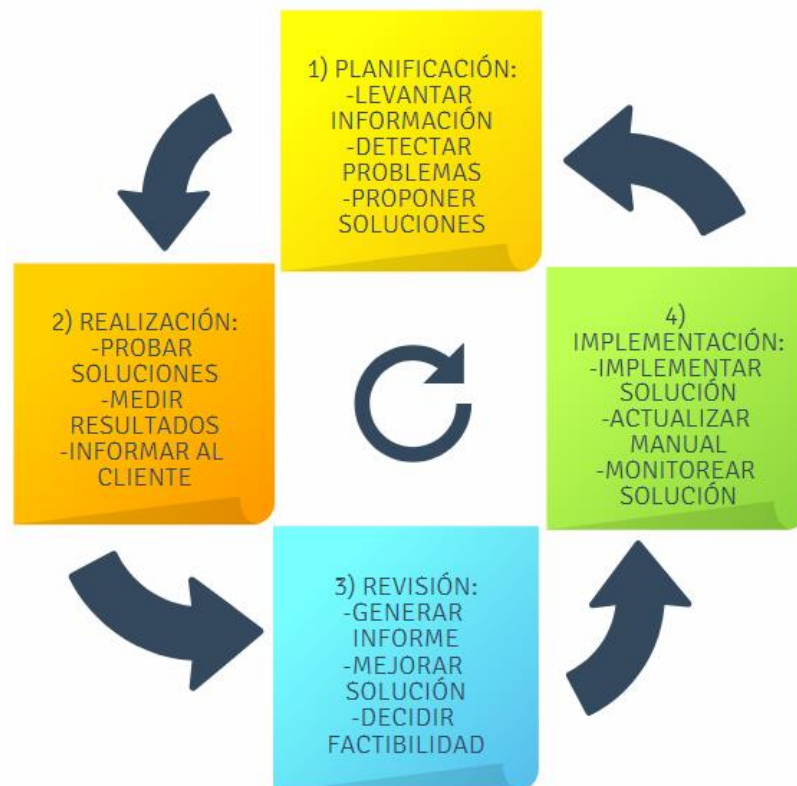 1) PLANIFICACIÓN:
-LEVANTAR
INFORMACIÓN
-DETECTAR
PROBLEMAS
-PROPONER
SOLUCIONES
2) REALIZACIÓN:
-PROBAR
SOLUCIONES
-MEDIR
RESULTADOS
-INFORMAR AL
CLIENTE
3) REVISIÓN:
-GENERAR
INFORME
-MEJORAR
SOLUCIÓN
-DECIDIR
FACTIBILIDAD
4)
IMPLEMENTACIÓN:
-IMPLEMENTAR
SOLUCIÓN
-ACTUALIZAR
MANUAL
-MONITOREAR
SOLUCIÓN